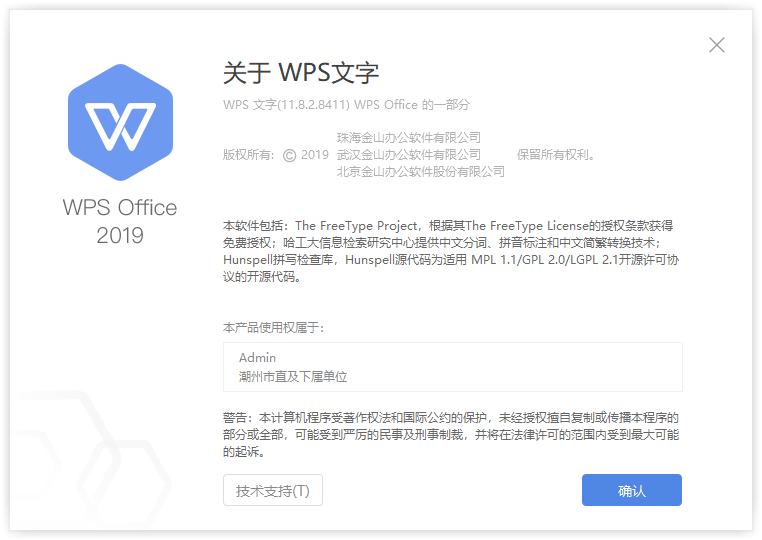 关于 WPS文字
WPS 文字(11.8.2.8411) WPS Office 的一部分
珠海金山办公软件有限公司
版权所有: © 2019 武汉金山办公软件有限公司 保留所有权利。
北京金山办公软件股份有限公司
WPS Office
2019
本软件包括：The FreeType Project，根据其The FreeType License的授权条款获得
免费授权；哈工大信息检索研究中心提供中文分词、拼音标注和中文简繁转换技术；
Hunspell拼写检查库，Hunspell源代码为适用 MPL 1.1/GPL 2.0/LGPL 2.1开源许可协
议的开源代码。
本产品使用权属于：
Admin
潮州市直及下属单位
警告：本计算机程序受著作权法和国际公约的保护，未经授权擅自复制或传播本程序的
部分或全部，可能受到严厉的民事及刑事制裁，并将在法律许可的范围内受到最大可能
的起诉。
技术支持(T)
确认